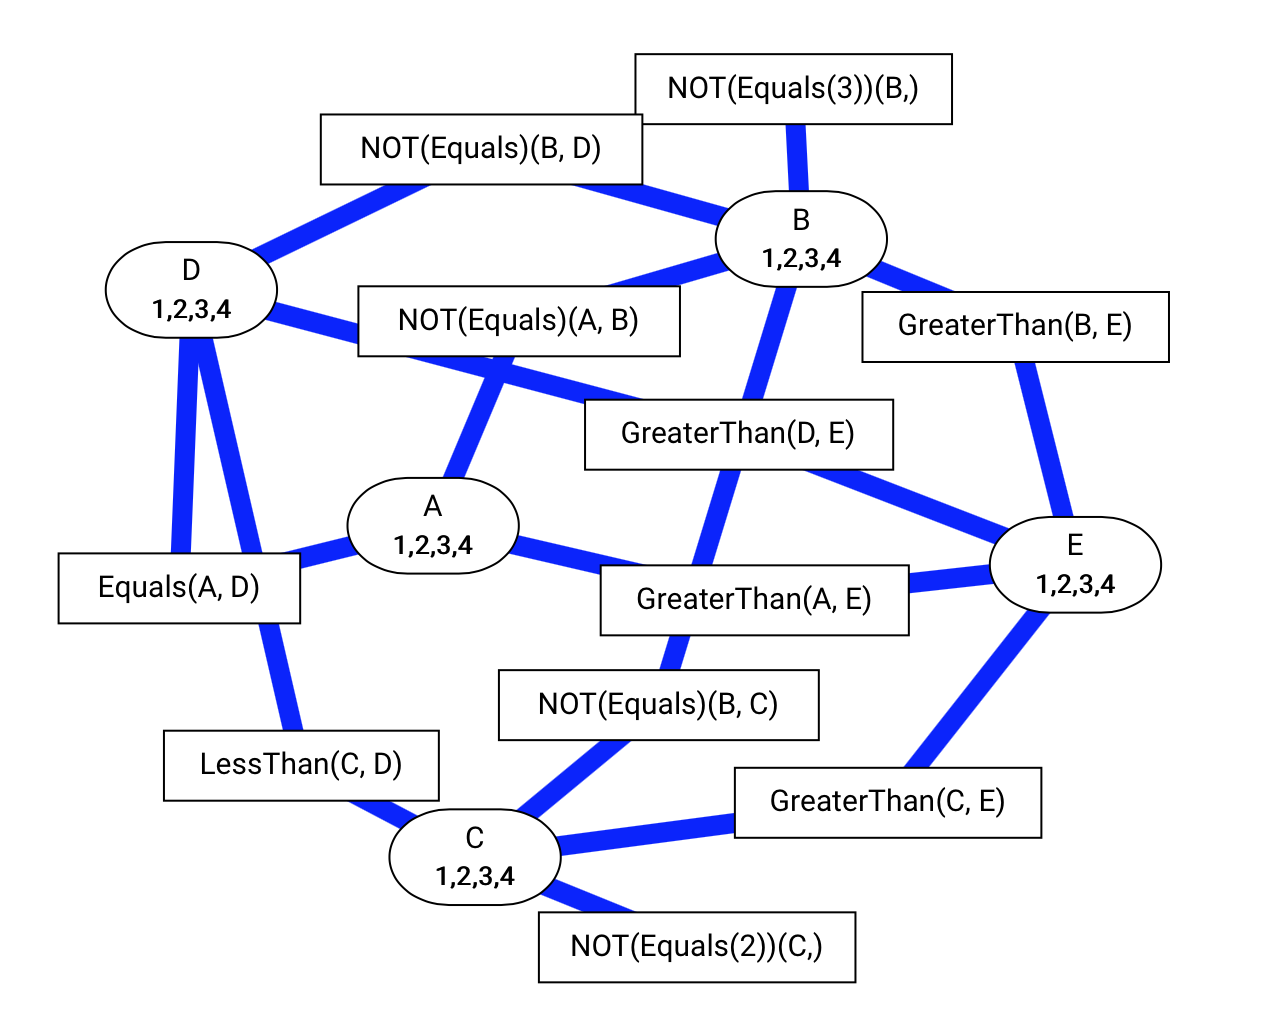 NOT(Equals(3))(B,)
NOT(Equals)(B, D)
B
1,2,3,4
D
1,2,3,4
NOT(Equals)(A, B)
GreaterThan(B, E)
GreaterThan(D, E)
A
1,2,3,4
E
1,2,3,4
Equals(A, D)
GreaterThan(A, E)
NOT(Equals)(B, C)
LessThan(C, D)
GreaterThan(C, E)
C
1,2,3,4
NOT(Equals(2))(C,)